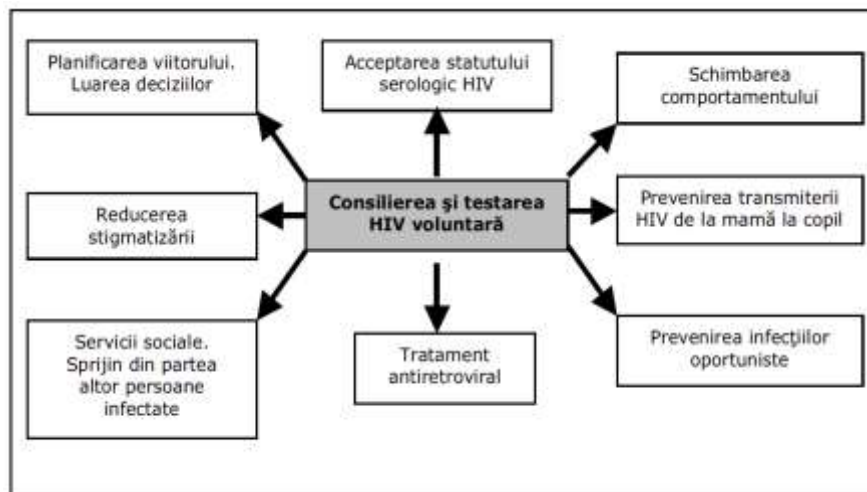 Planificarea viitorului.
Luarea deciziilor
Acceptarea statutului
serologic HIV
Schimbarea
comportamentului
Reducerea
stigmatizării
Consilierea şi testarea
HIV voluntară
Prevenirea transmiterii
HIV de la mamă la copil
Servicii sociale.
Sprijin din partea
altor persoane
infectate
Tratament
antiretroviral
Prevenirea infecţiilor
oportuniste